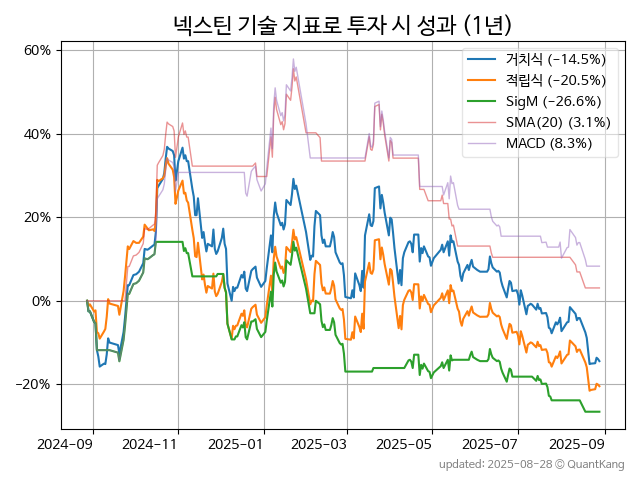 넥스틴 기술 지표로 투자 시 성과 (1년)
60%
40%
20%
0%
−20%
거치식 (−14.5%)
적립식 (−20.5%)
SigM (−26.6%)
SMA(20) (3.1%)
MACD (8.3%)
2024-09
2024-11
2025-01
2025-03
2025-05
2025-07
2025-09
updated: 2025-08-28 © QuantKang